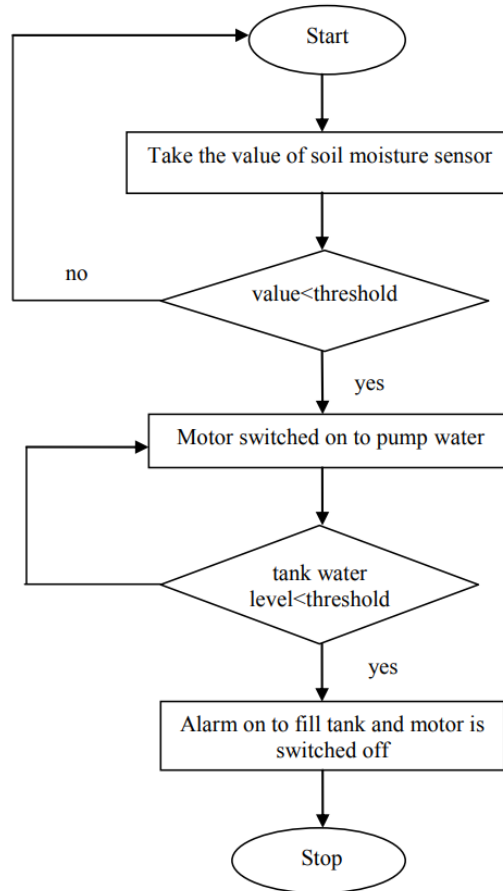 Start
Take the value of soil moisture sensor
no
value<threshold
yes
Motor switched on to pump water
tank water
level<threshold
yes
Alarm on to fill tank and motor is
switched off
Stop